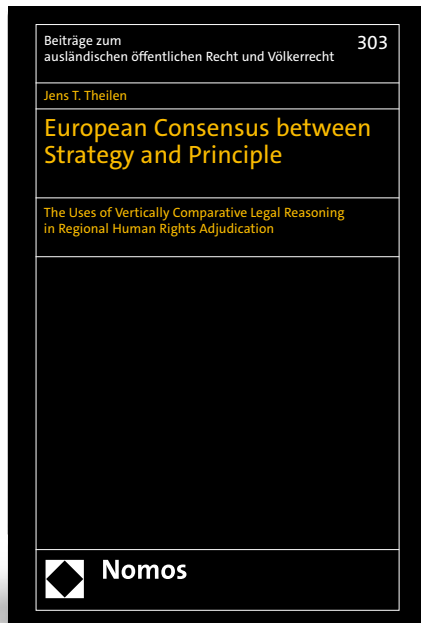 Beiträge zum
ausländischen öffentlichen Recht und Völkerrecht
303
Jens T. Theilen
European Consensus between
Strategy and Principle
The Uses of Vertically Comparative Legal Reasoning
in Regional Human Rights Adjudication
Nomos